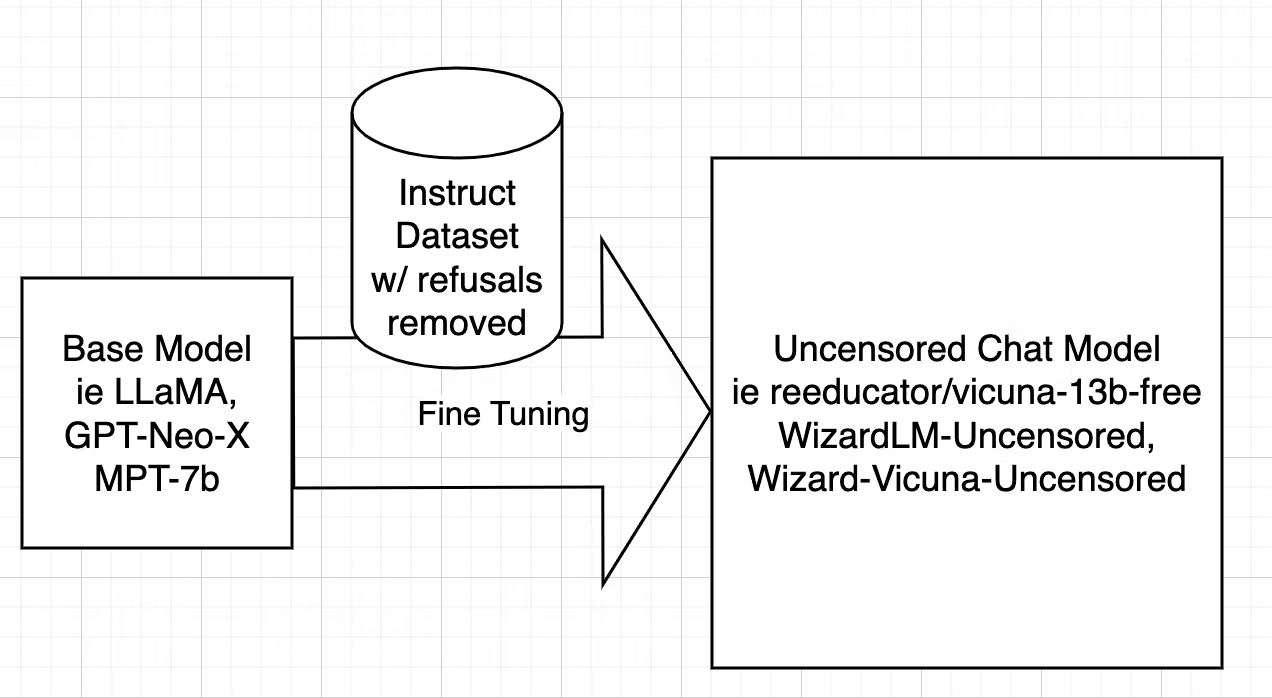 Instruct
Dataset
w/ refusals
removed
Base Model
ie LLaMA,
GPT-Neo-X
MPT-7b
Fine Tuning
Uncensored Chat Model
ie reeducator/vicuna-13b-free
WizardLM-Uncensored,
Wizard-Vicuna-Uncensored